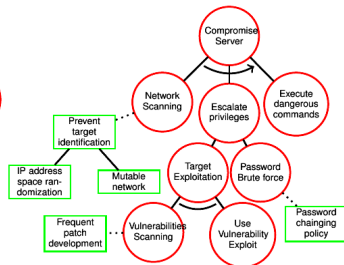 Compromise
Server
Network
Scanning
Escalate
privileges
Execute
dangerous
commands
Prevent
target
identification
IP address
space ran-
domization
Mutable
network
Target
Exploitation
Password
Brute force
Frequent
patch
development
Vulnerabilities
Scanning
Use
Vulnerability
Exploit
Password
chainging
policy